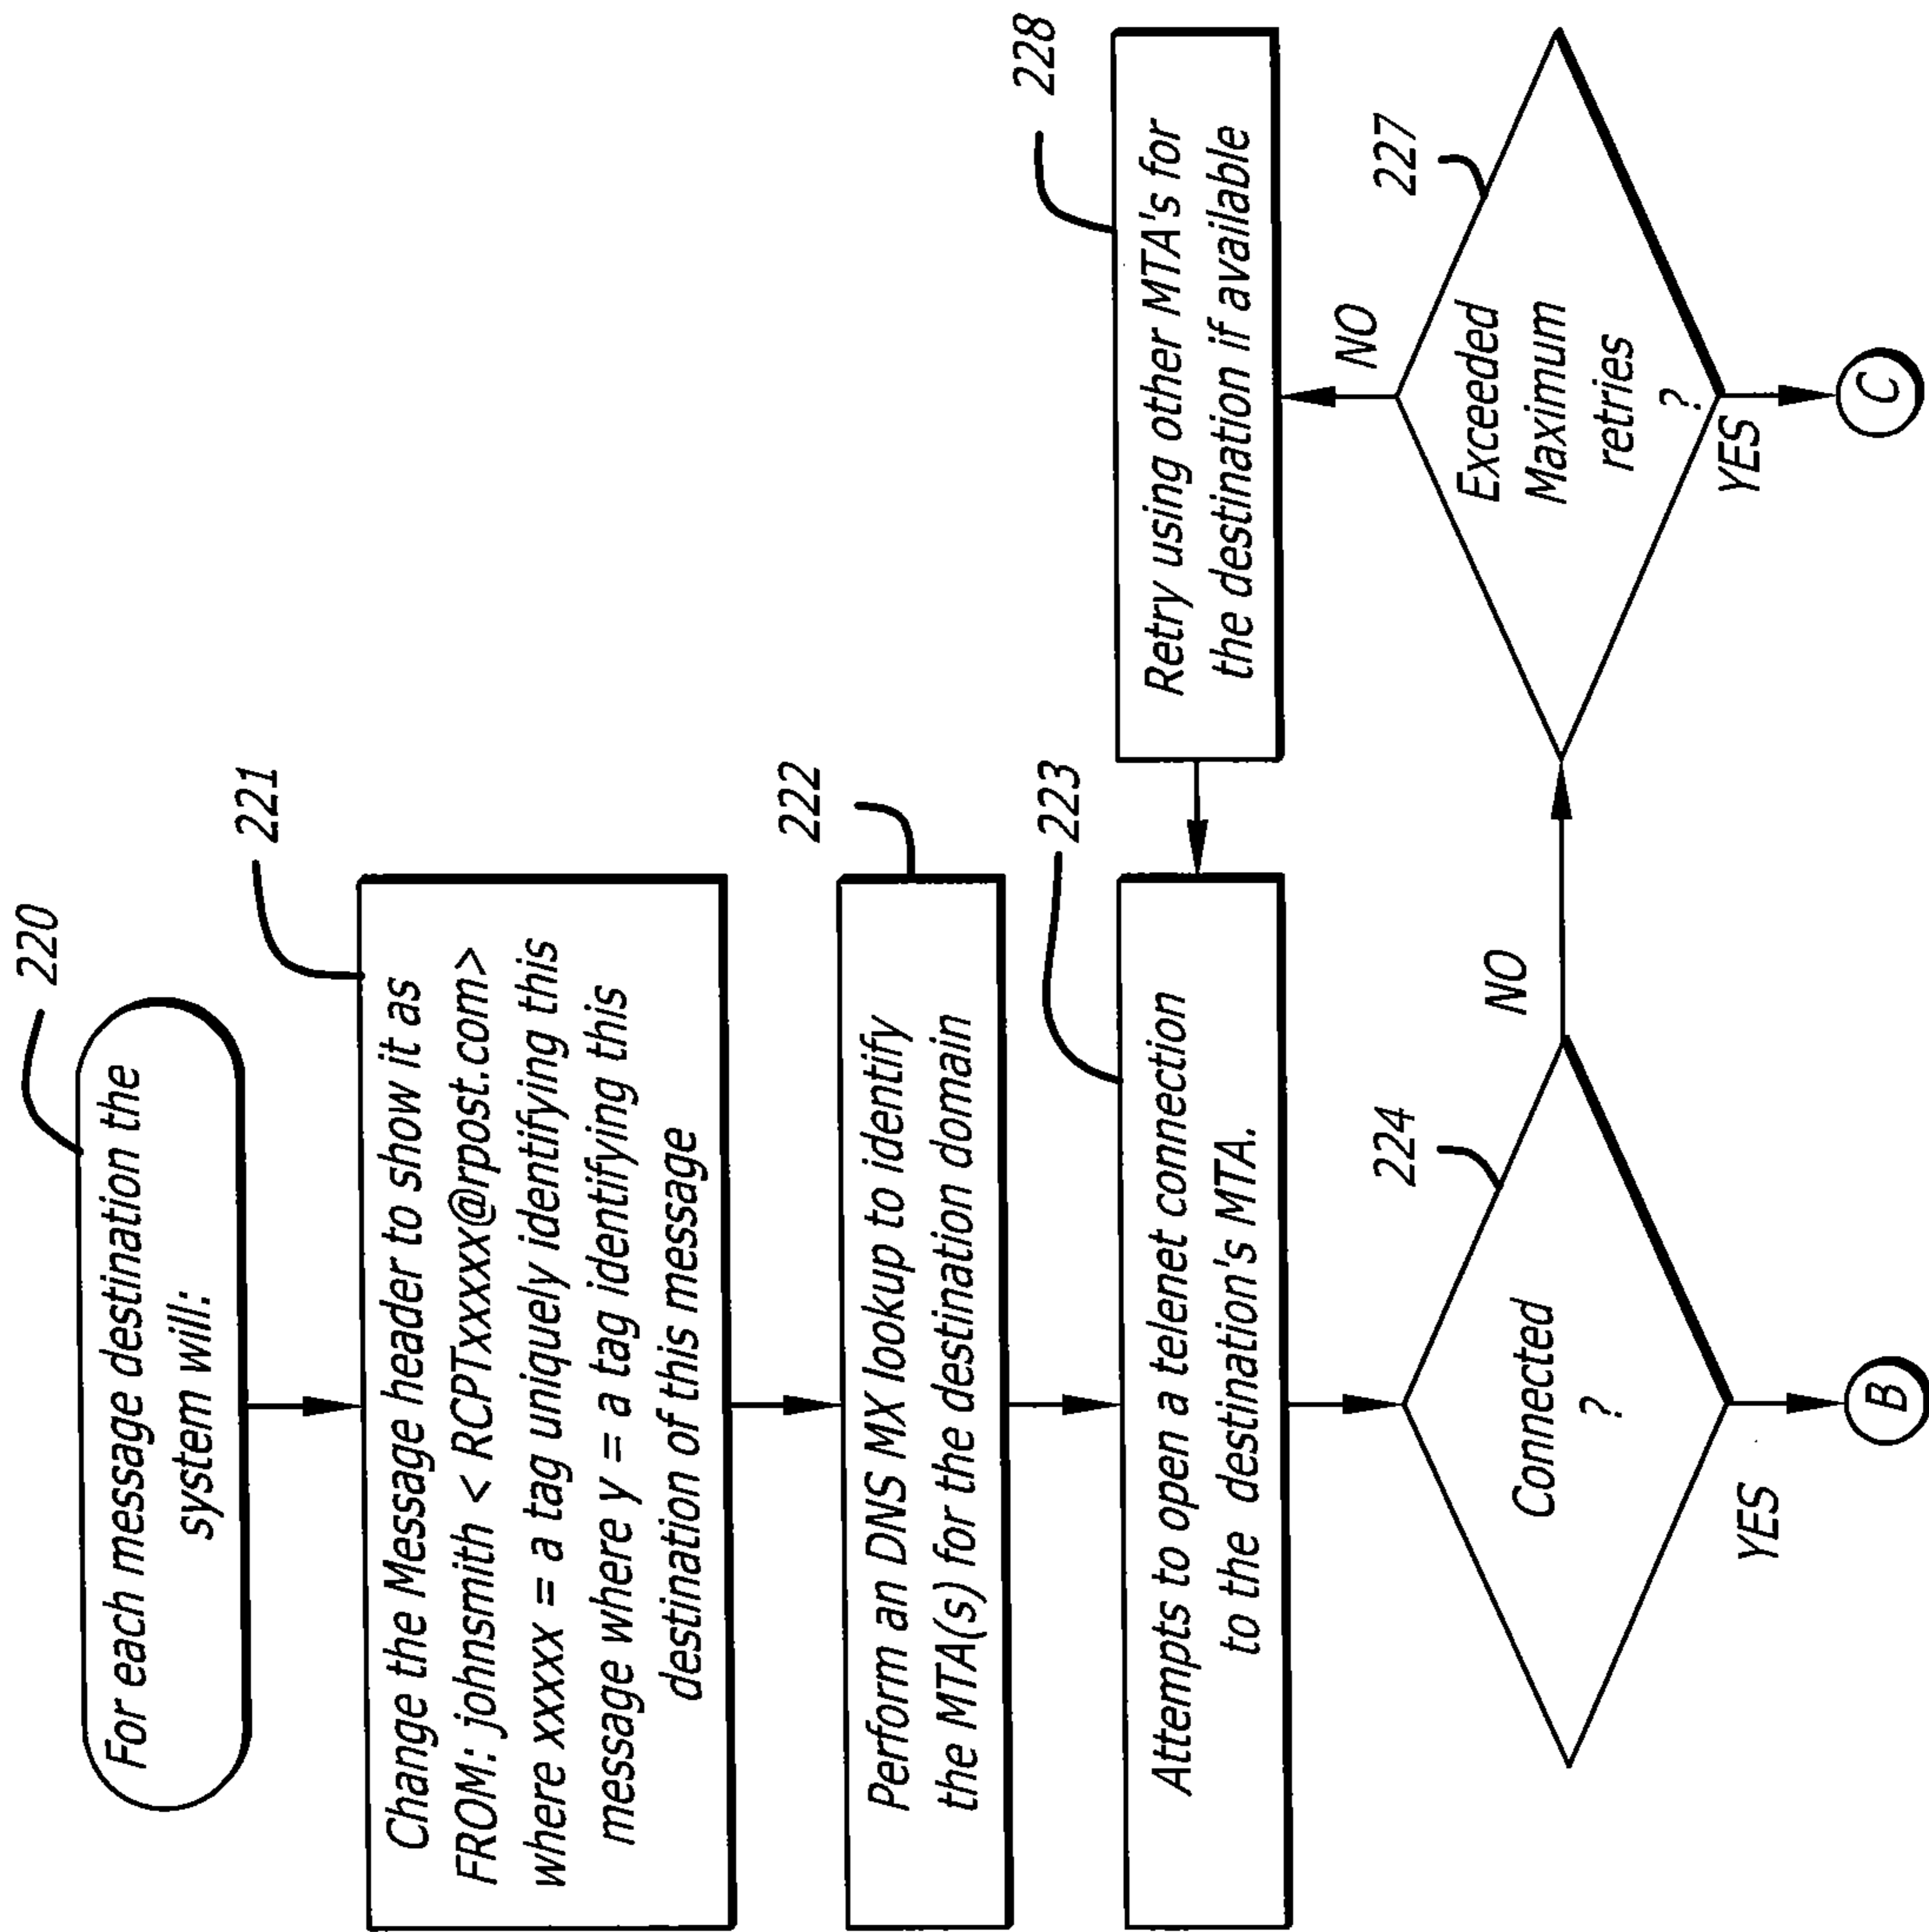 220
For each message destination the
system will:
221
Change the Message header to show it as
FROM: johnsmith < RCPTxxxxx@rpost.com>
where xxxxx = a tag uniquely identifying this
message where y = a tag identifying this
destination of this message
222
Perform an DNS MX lookup to identify
the MTA(s) for the destination domain
223
Attempts to open a telenet connection
to the destination's MTA.
228
Retry using other MTA's for
the destination if available
224
Connected
?
NO
YES
B
227
Exceeded
Maximum
retries
?
NO
YES
C